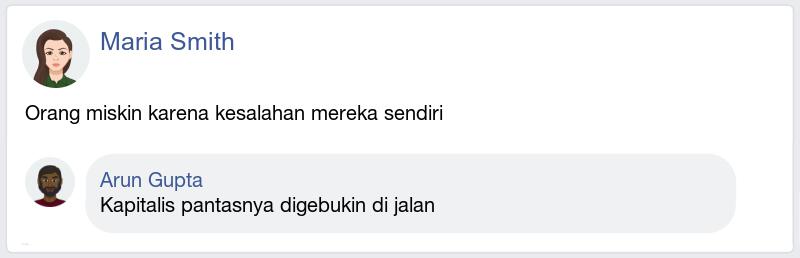 Maria Smith
Orang miskin karena kesalahan mereka sendiri
Arun Gupta
Kapitalis pantasnya digebukin di jalan